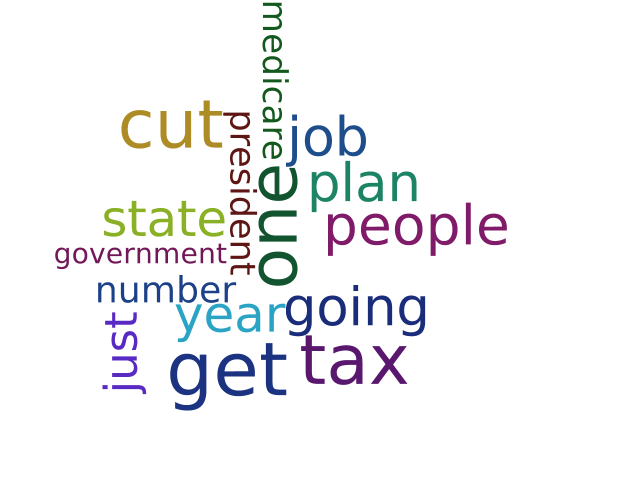 medicare
cut
president
job
one
plan
state
people
government
number
year
going
just
get
tax